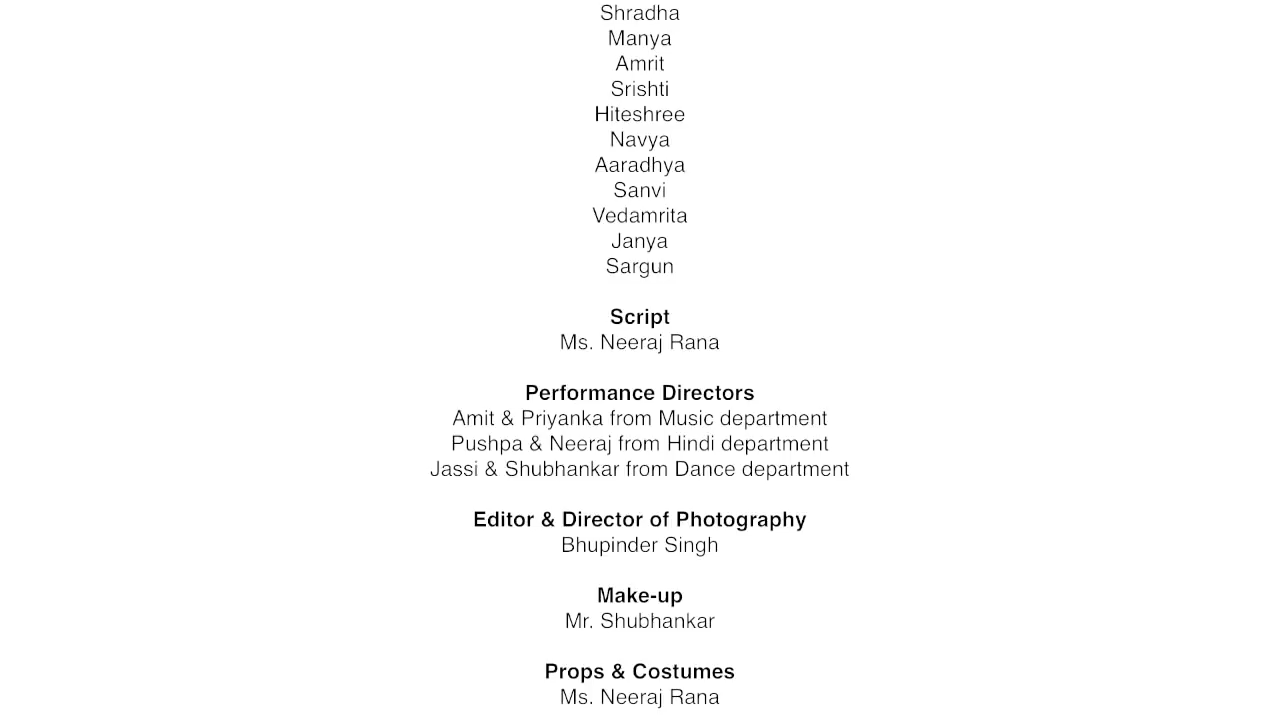 Shradha
Manya
Amrit
Srishti
Hiteshree
Navya
Aaradhya
Sanvi
Vedamrita
Janya
Sargun
Script
Ms. Neeraj Rana
Performance Directors
Amit & Priyanka from Music department
Pushpa & Neeraj from Hindi department
Jassi & Shubhankar from Dance department
Editor & Director of Photography
Bhupinder Singh
Make-up
Mr. Shubhankar
Props & Costumes
Ms. Neeraj Rana